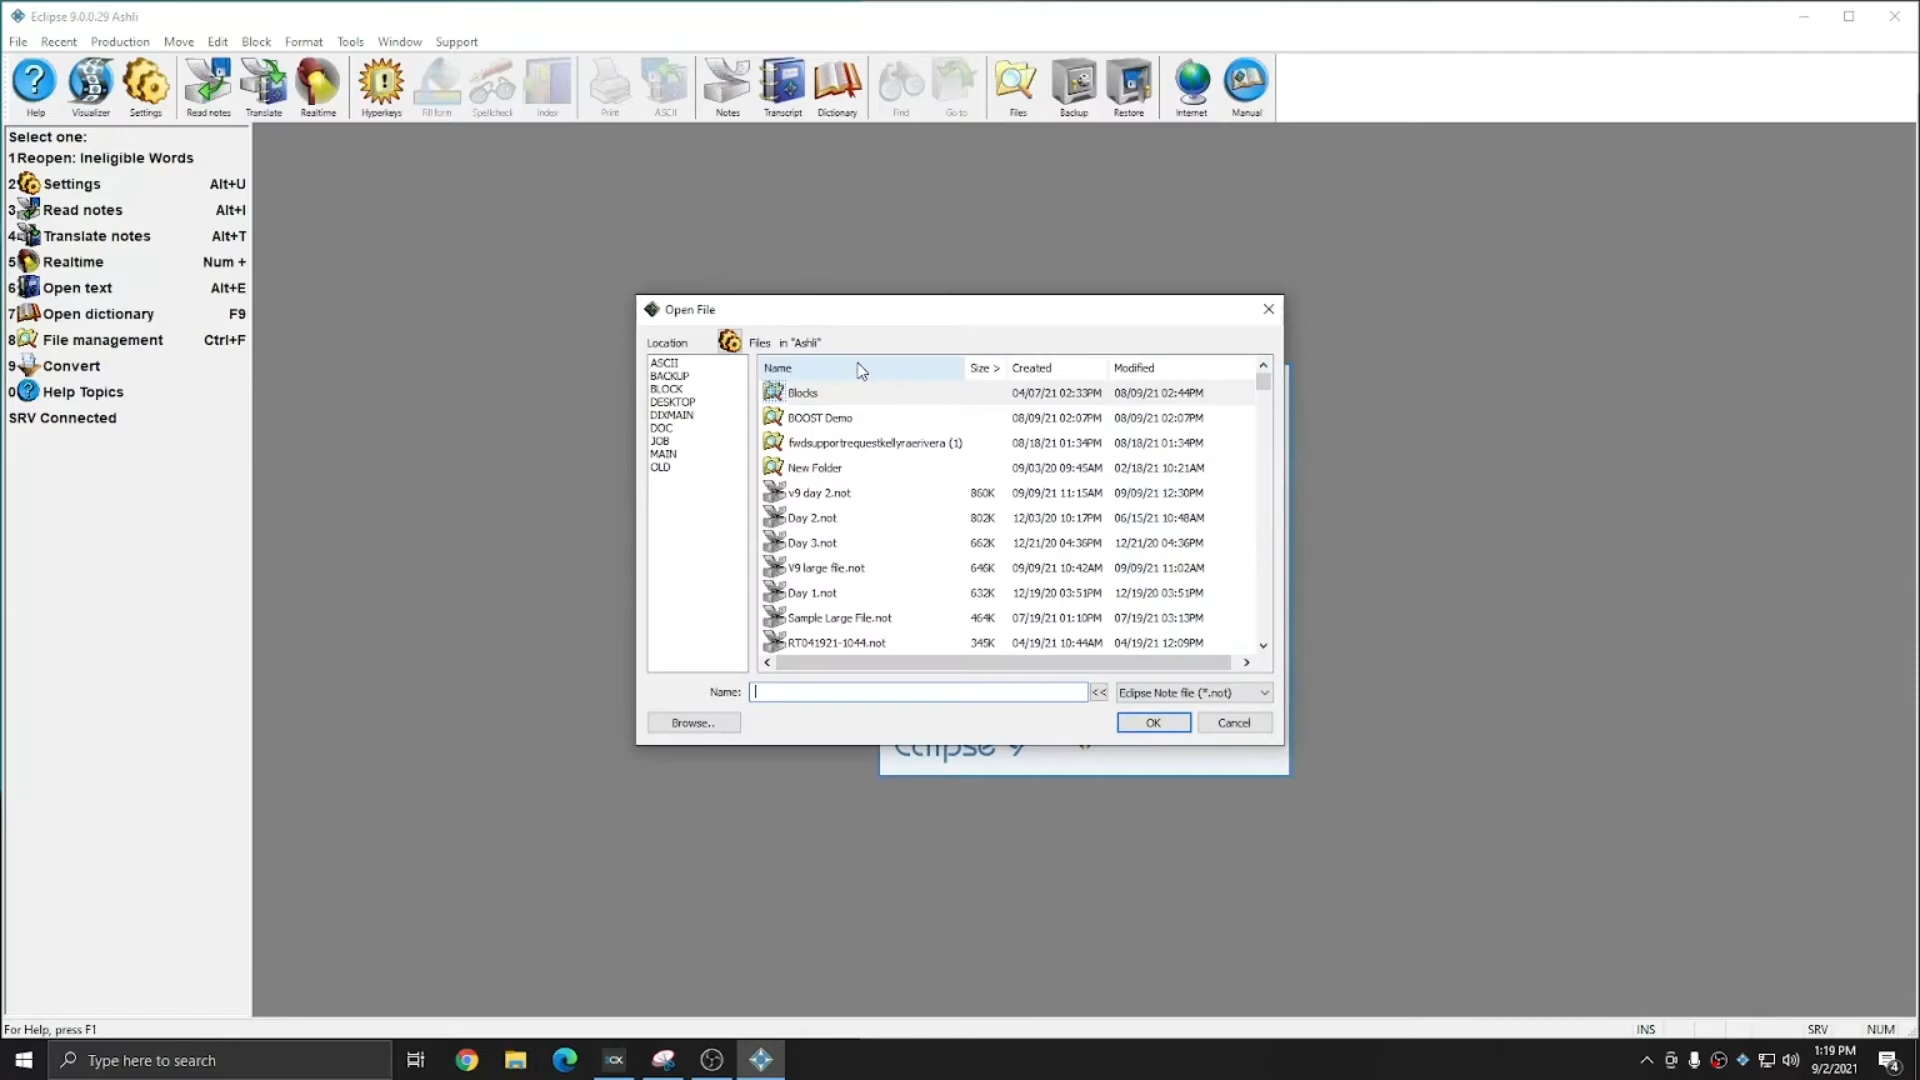 Eclipse 9.0.0.29 Ashli
File Recent Production Move Edit Block Format Tools Window Support
Help Visualizer Settings Read notes Translate Realtime Hyperkeys Fill form Spellcheck Index Print ASCII Notes Transcript Dictionary Find Go to Files Backup Restore Internet Manual
Select one:
1 Reopen: Ineligible Words
2 Settings Alt+U
3 Read notes Alt+I
4 Translate notes Alt+T
5 Realtime Num +
6 Open text Alt+E
7 Open dictionary F9
8 File management Ctrl+F
9 Convert
0 Help Topics
SRV Connected
Open File
Location Files in "Ashli"
ASCII
BACKUP
BLOCK
DESKTOP
DIXMAIN
DOC
JOB
MAIN
OLD
Name Size > Created Modified
Blocks 04/07/21 02:33PM 08/09/21 02:44PM
BOOST Demo 08/09/21 02:07PM 08/09/21 02:07PM
fwdsupportrequestkellyraerivera (1) 08/18/21 01:34PM 08/18/21 01:34PM
New Folder 09/03/20 09:45AM 02/18/21 10:21AM
v9 day 2.not 860K 09/09/21 11:15AM 09/09/21 12:30PM
Day 2.not 802K 12/03/20 10:17PM 06/15/21 10:48AM
Day 3.not 662K 12/21/20 04:36PM 12/21/20 04:36PM
V9 large file.not 646K 09/09/21 10:42AM 09/09/21 11:02AM
Day 1.not 632K 12/19/20 03:51PM 12/19/20 03:51PM
Sample Large File.not 464K 07/19/21 01:10PM 07/19/21 03:13PM
RT041921-1044.not 345K 04/19/21 10:44AM 04/19/21 12:09PM
Name: << Eclipse Note file (*.not)
Browse.. OK Cancel
Eclipse 9
For Help, press F1 INS SRV NUM
Type here to search
1:19 PM
9/2/2021
4